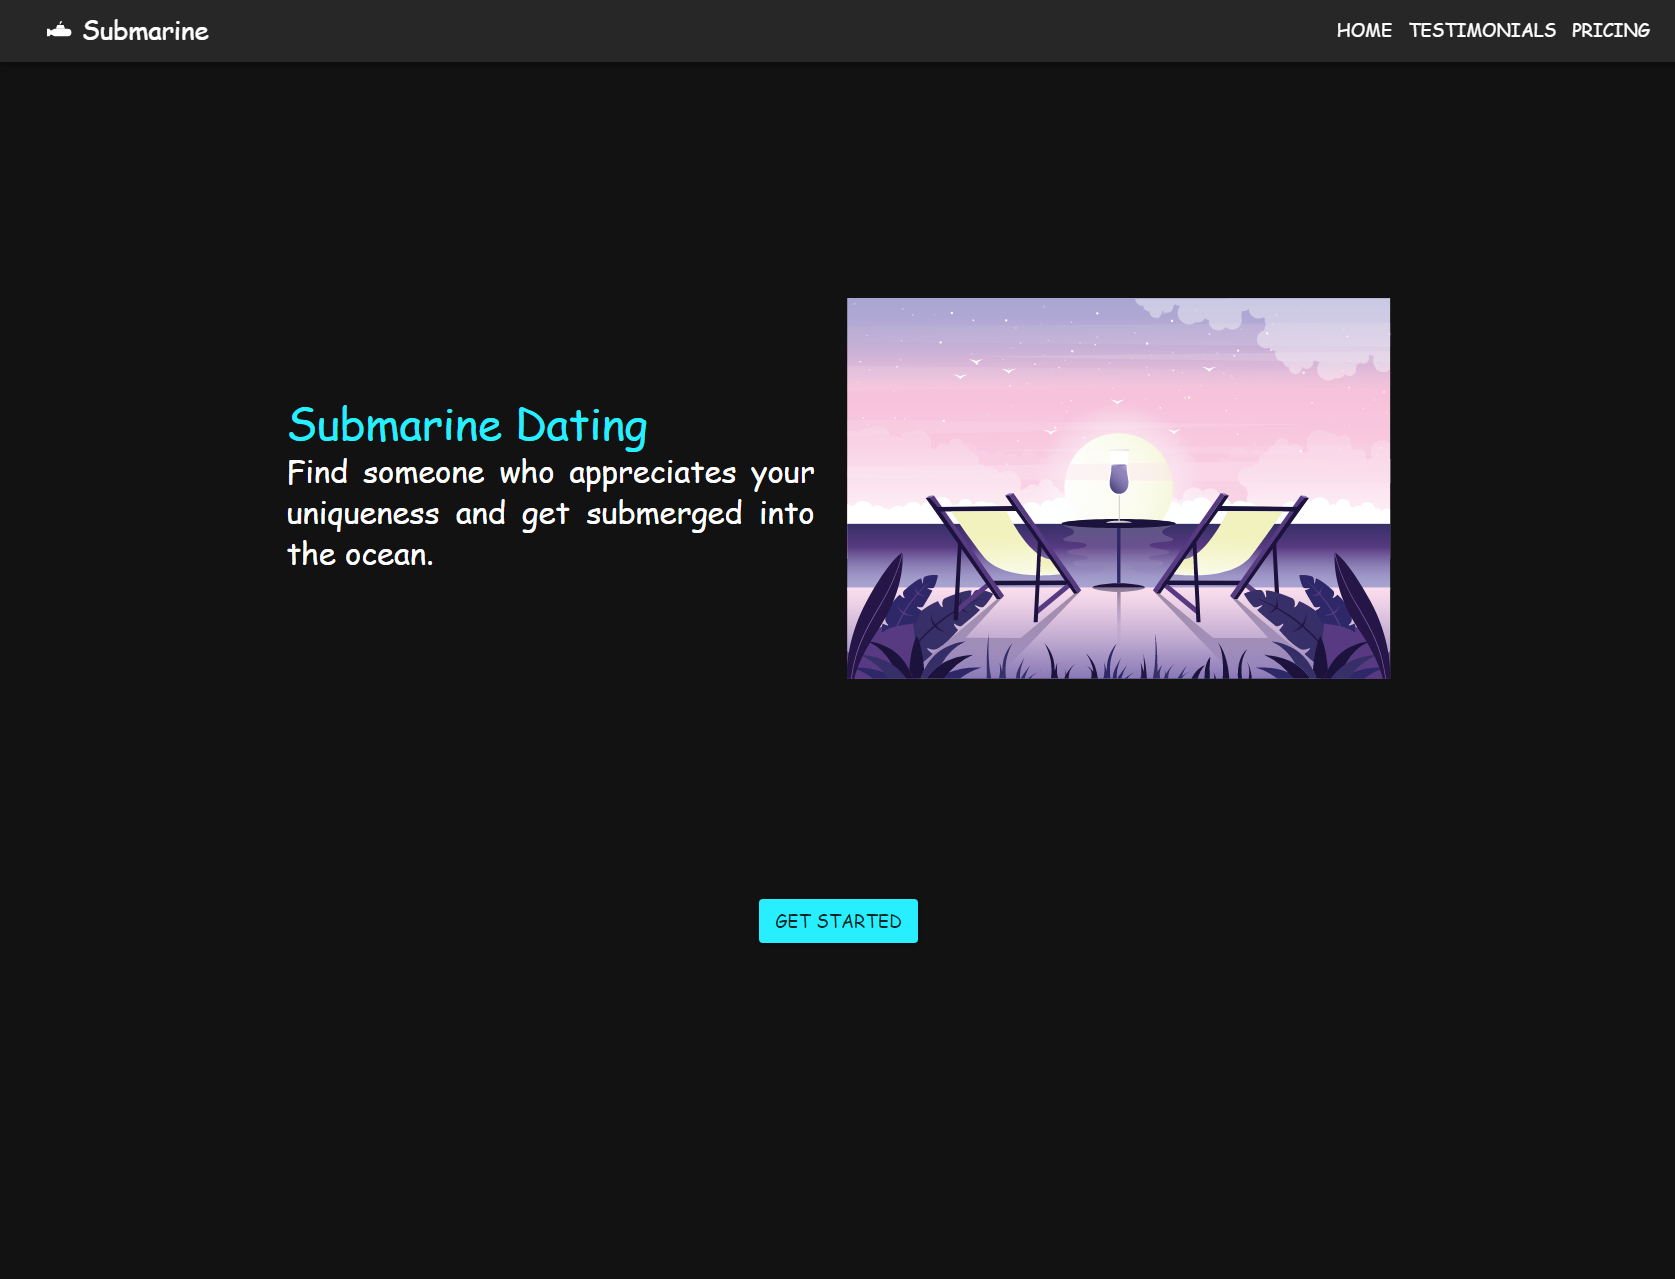 Submarine
HOME TESTIMONIALS PRICING
Submarine Dating
Find someone who appreciates your
uniqueness and get submerged into
the ocean.
GET STARTED